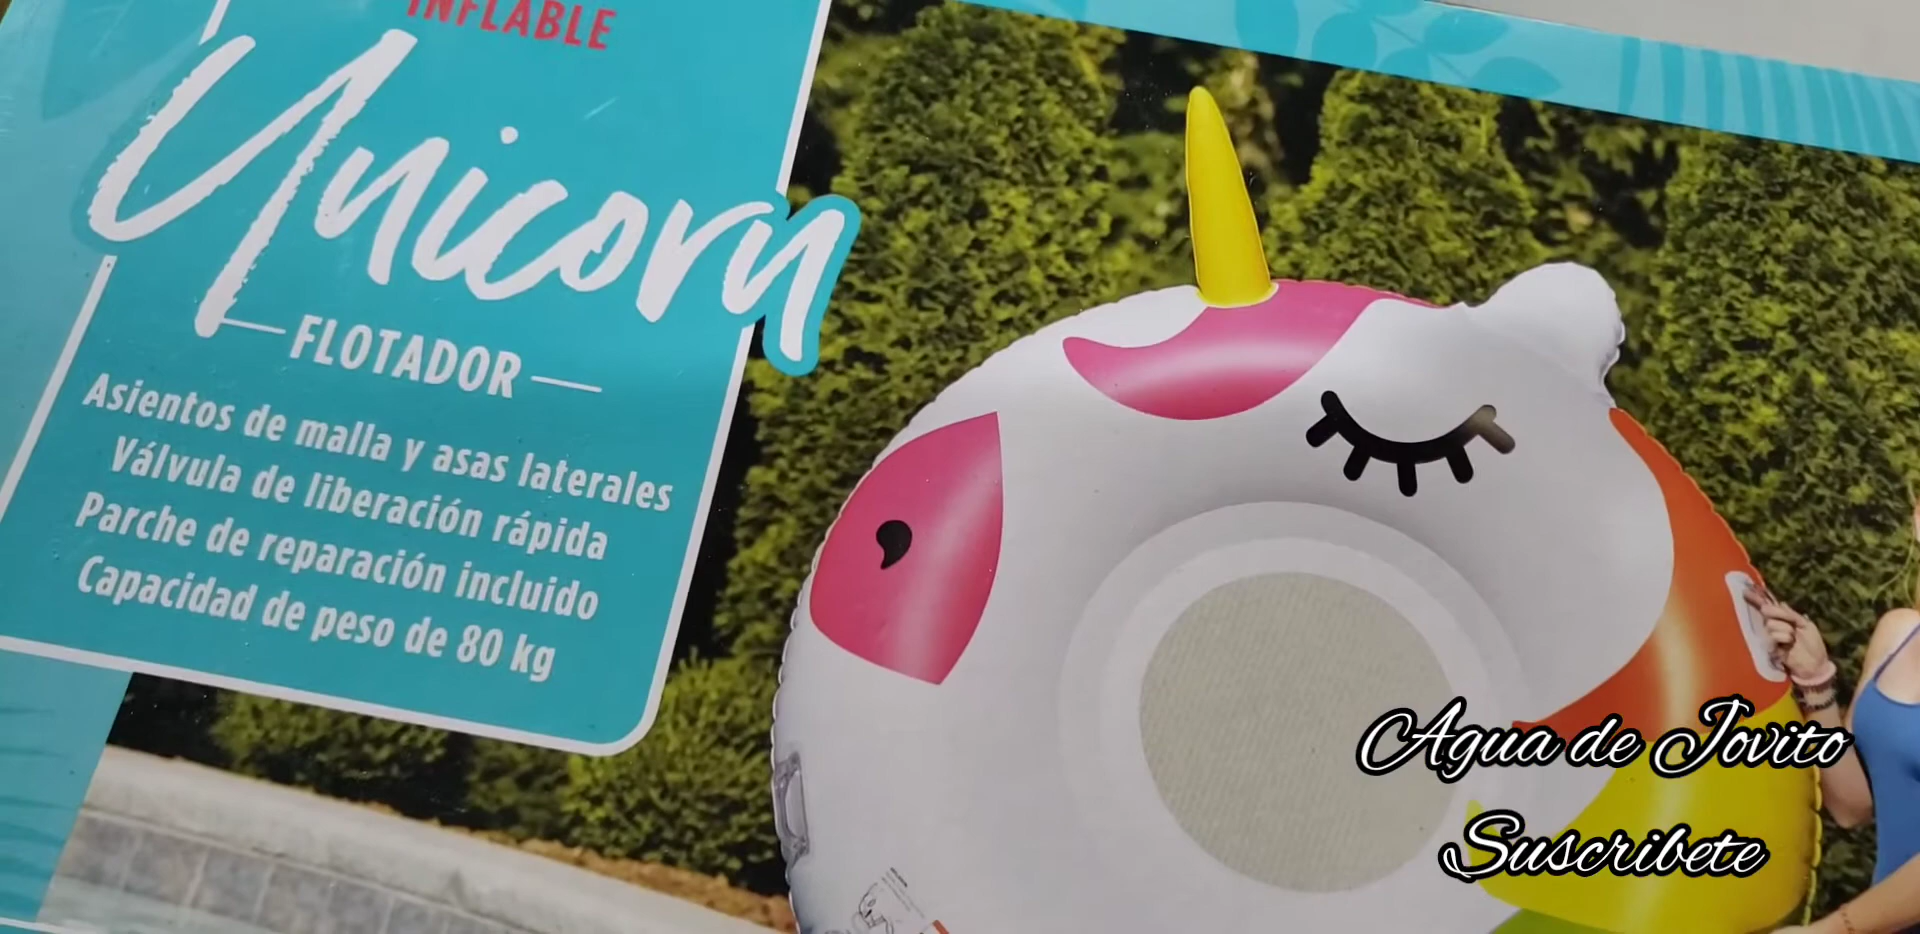 INFLABLE
Unicorn
FLOTADOR
Asientos de malla y asas laterales
Válvula de liberación rápida
Parche de reparación incluido
Capacidad de peso de 80 kg
Agua de Jovito
Suscribete